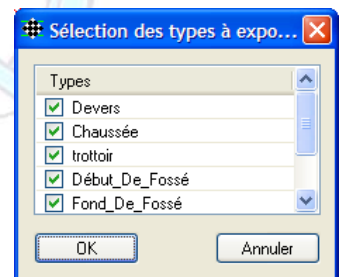 Sélection des types à expo...
Types
Devers
Chaussée
trottoir
Début_De_Fossé
Fond_De_Fossé
OK
Annuler